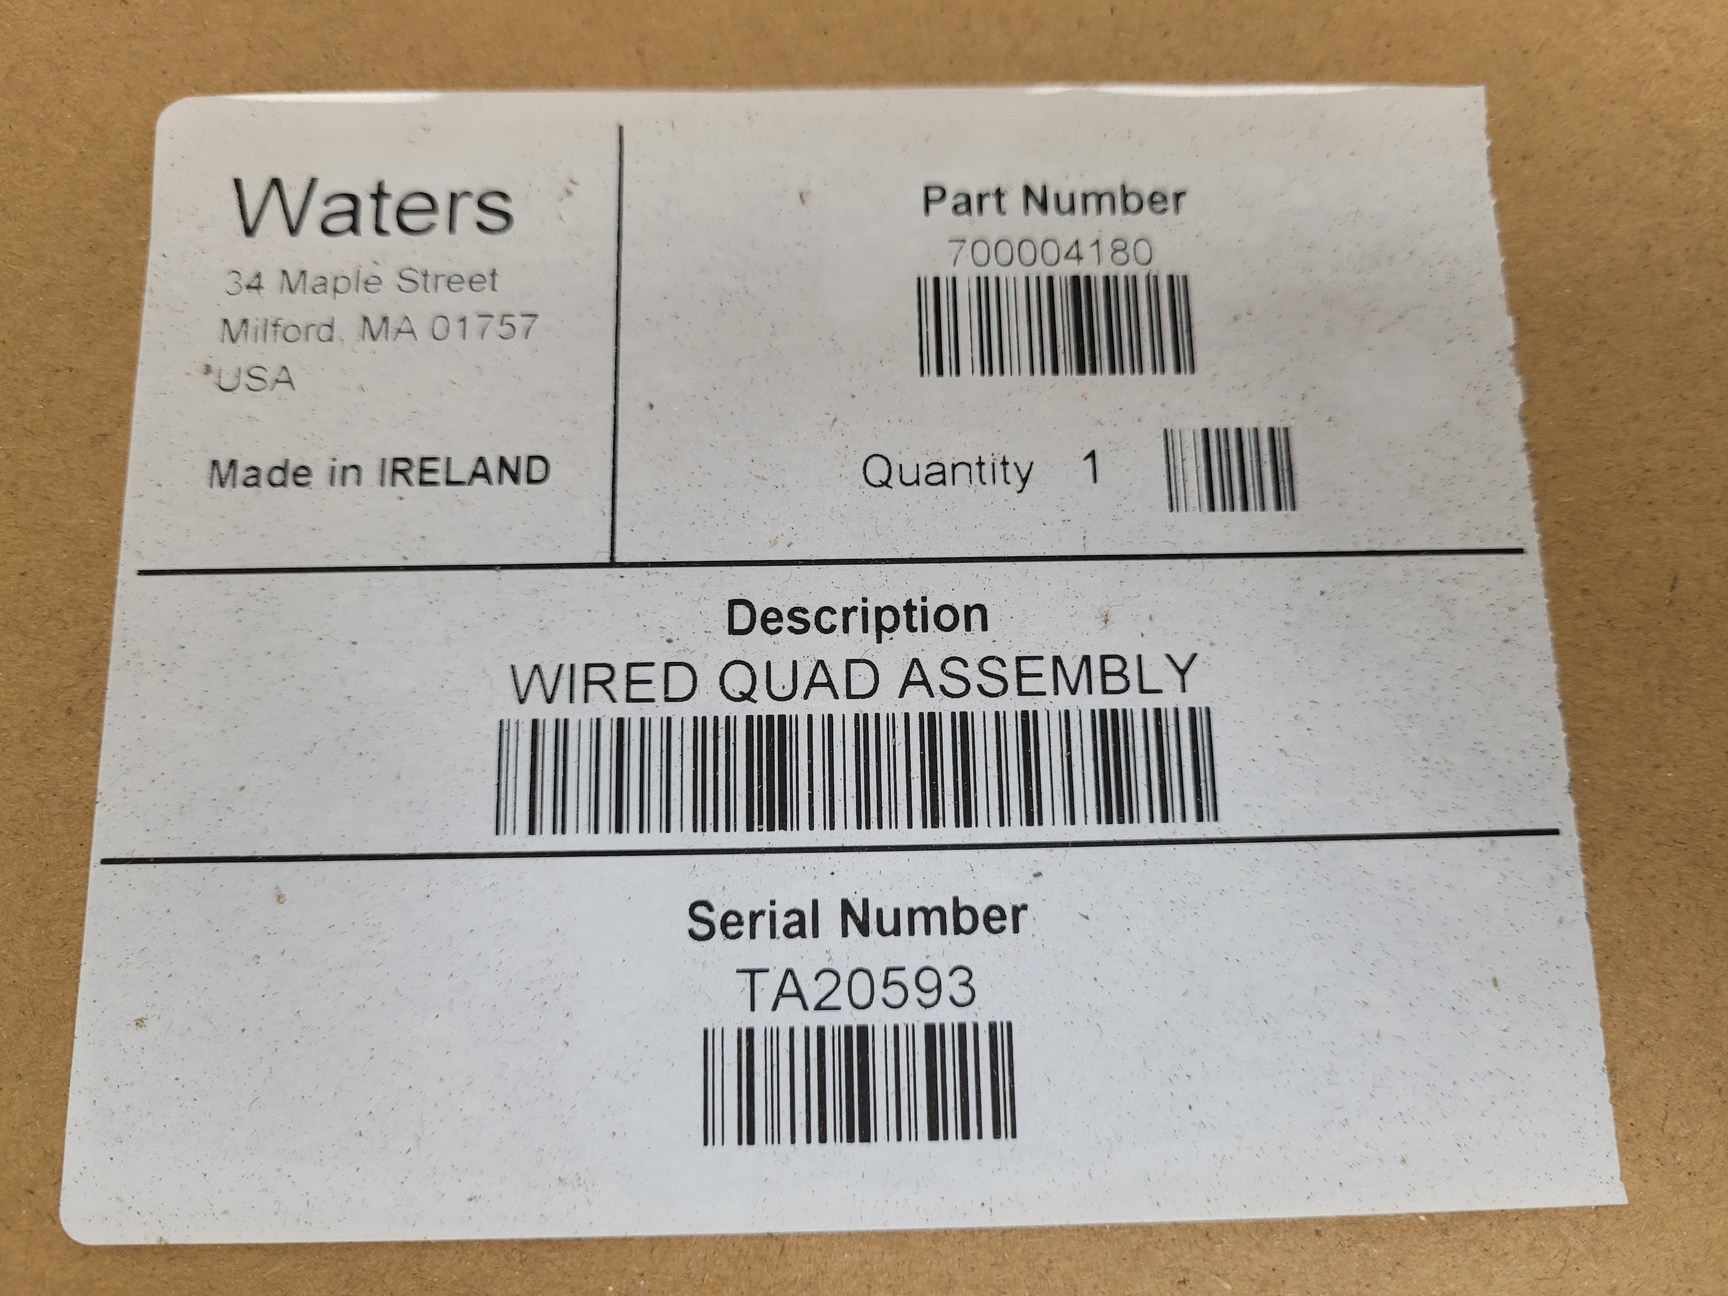 Waters
34 Maple Street
Milford, MA 01757
USA
Made in IRELAND
Part Number
700004180
Quantity 1
Description
WIRED QUAD ASSEMBLY
Serial Number
TA20593